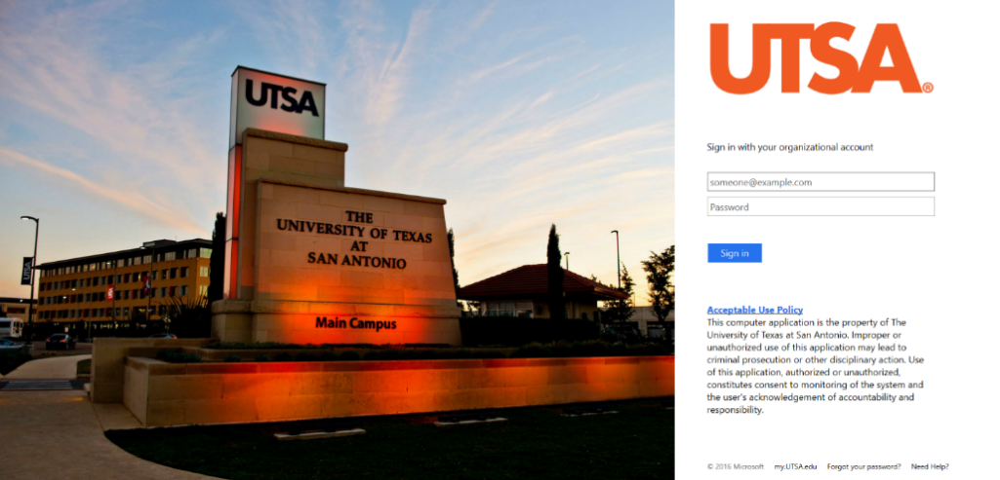 UTSA
THE
UNIVERSITY OF TEXAS
AT
SAN ANTONIO
Main Campus
UTSA®
Sign in with your organizational account
someone@example.com
Password
Sign in
Acceptable Use Policy
This computer application is the property of The
University of Texas at San Antonio. Improper or
unauthorized use of this application may lead to
criminal prosecution or other disciplinary action. Use
of this application, authorized or unauthorized,
constitutes consent to monitoring of the system and
the user's acknowledgement of accountability and
responsibility.
© 2016 Microsoft my.UTSA.edu Forgot your password? Need Help?